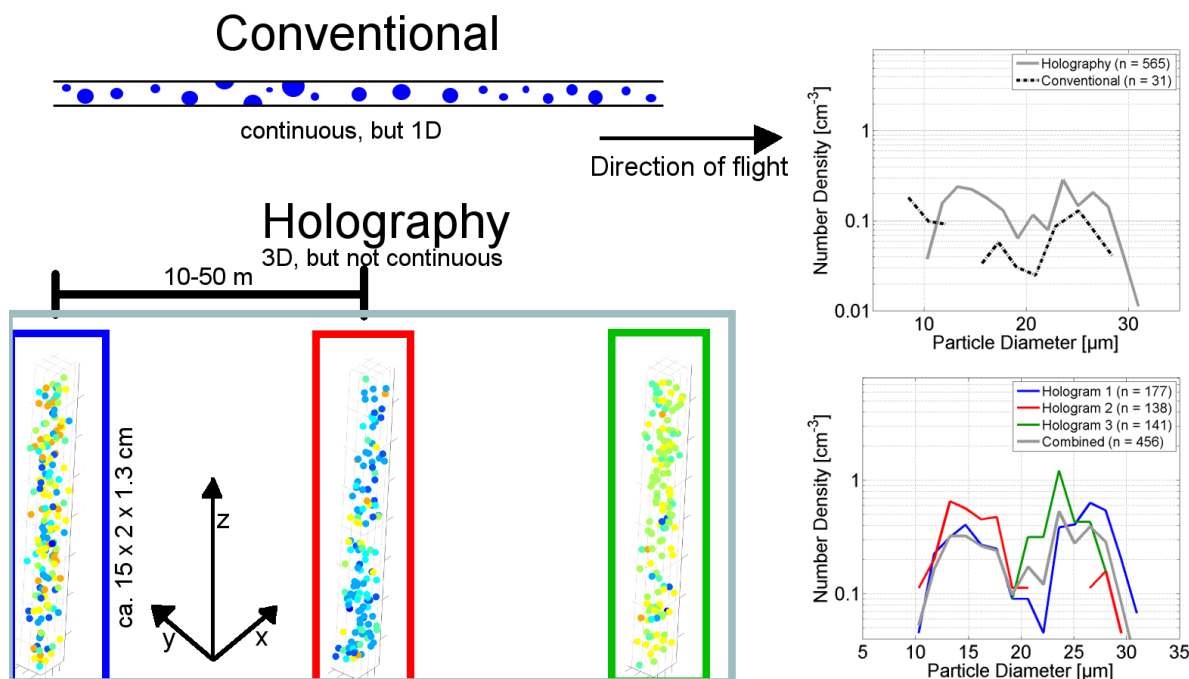 Conventional
continuous, but 1D
Direction of flight
Holography
3D, but not continuous
10-50 m
ca. 15 x 2 x 1.3 cm
z
y
x
Holography (n = 565)
Conventional (n = 31)
Number Density [cm⁻³]
1
0.1
0.01
10
20
30
Particle Diameter [µm]
Hologram 1 (n = 177)
Hologram 2 (n = 138)
Hologram 3 (n = 141)
Combined (n = 456)
Number Density [cm⁻³]
1
0.1
5
10
15
20
25
30
35
Particle Diameter [µm]